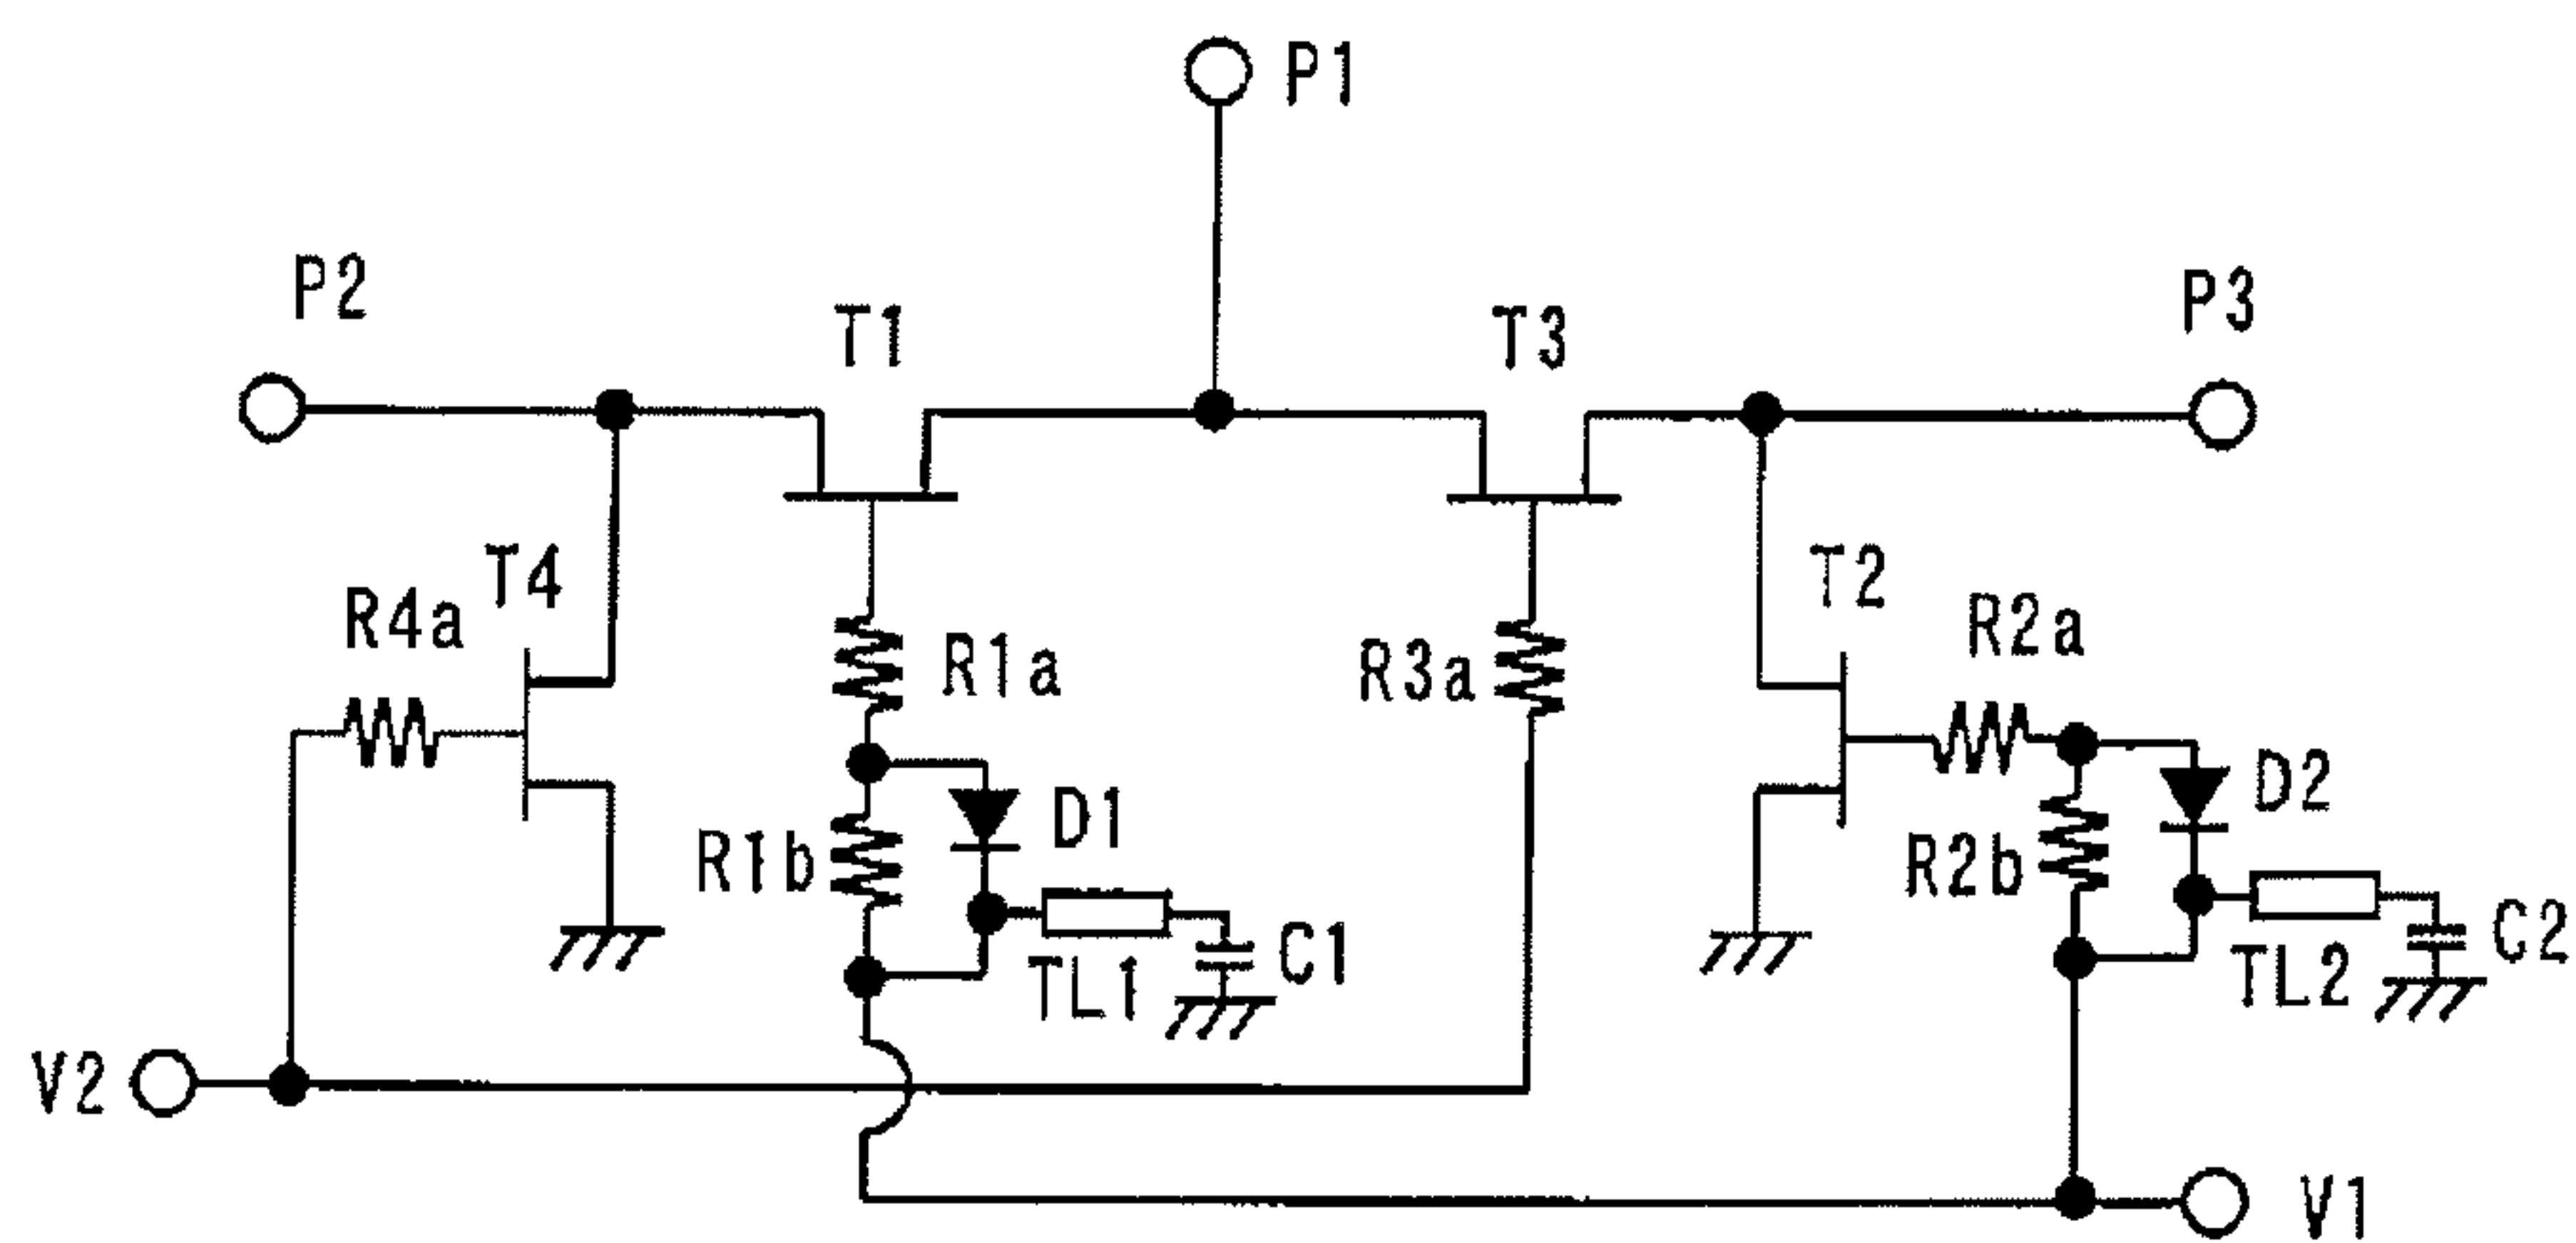 P1
P2
P3
T1
T3
T4
T2
R4a
R2a
R1a
R3a
D1
D2
R1b
R2b
C1
C2
TL1
TL2
V2
V1